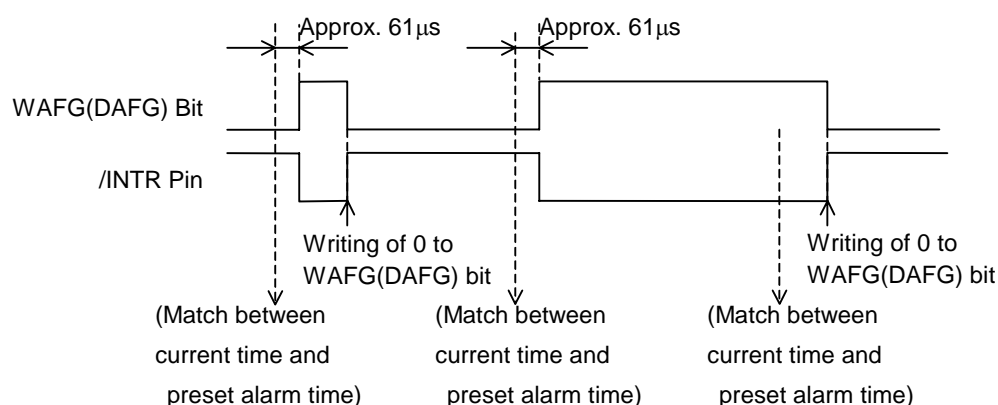 Approx. 61μs
Approx. 61μs
WAFG(DAFG) Bit
/INTR Pin
Writing of 0 to
WAFG(DAFG) bit
Writing of 0 to
WAFG(DAFG) bit
(Match between
current time and
preset alarm time)
(Match between
current time and
preset alarm time)
(Match between
current time and
preset alarm time)